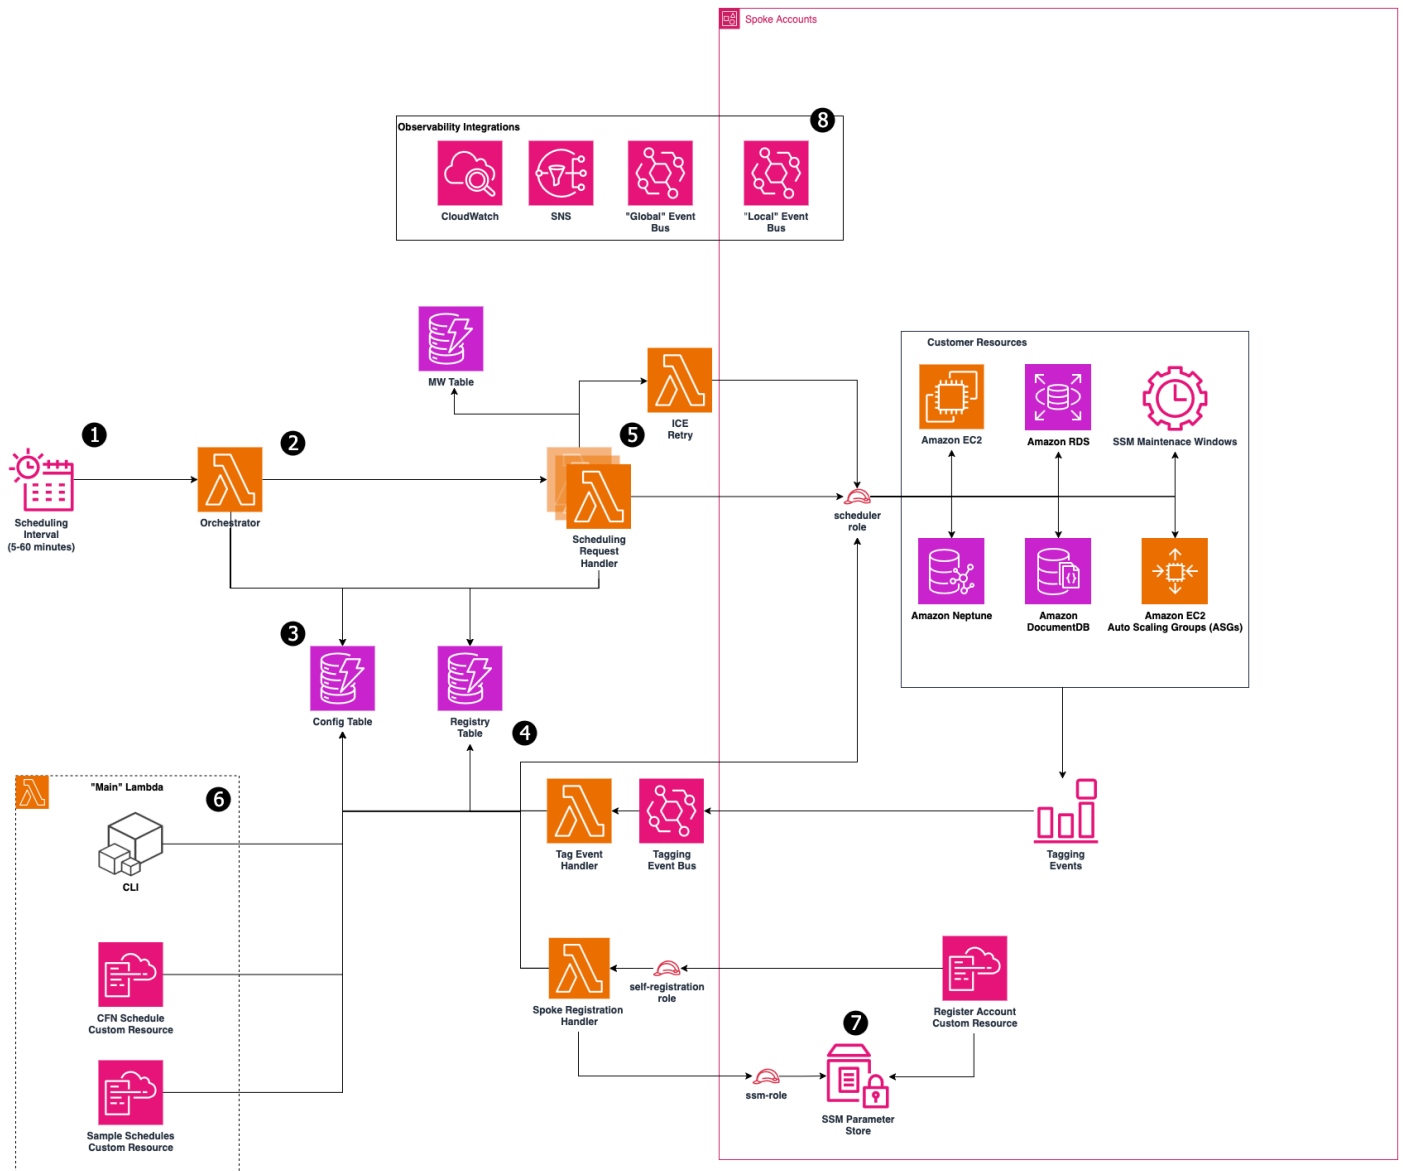 Spoke Accounts
8
Observability Integrations
CloudWatch
SNS
"Global" Event
Bus
"Local" Event
Bus
MW Table
ICE
Retry
Customer Resources
Amazon EC2
Amazon RDS
SSM Maintenace Windows
1
2
5
Scheduling
Interval
(5-60 minutes)
Orchestrator
Scheduling
Request
Handler
scheduler
role
Amazon Neptune
Amazon
DocumentDB
Amazon EC2
Auto Scaling Groups (ASGs)
3
Config Table
Registry
Table
4
"Main" Lambda
6
CLI
Tag Event
Handler
Tagging
Event Bus
Tagging
Events
CFN Schedule
Custom Resource
Spoke Registration
Handler
self-registration
role
Register Account
Custom Resource
7
ssm-role
SSM Parameter
Store
Sample Schedules
Custom Resource